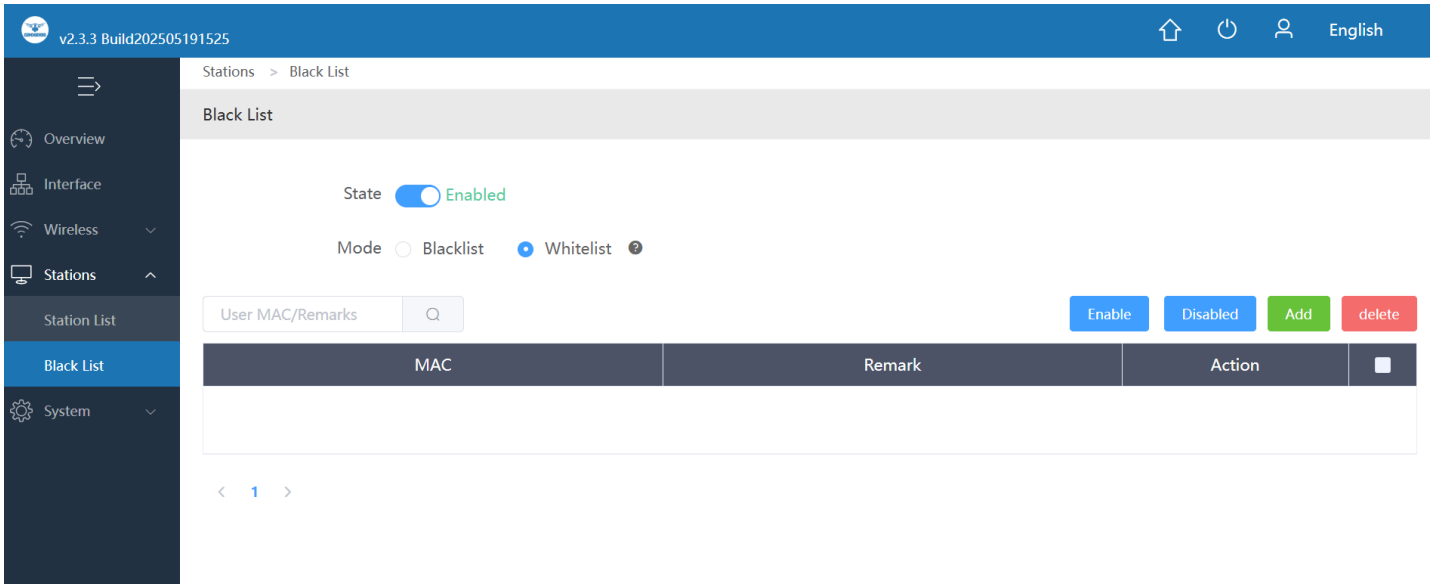 v2.3.3 Build202505191525
English
Stations > Black List
Black List
Overview
Interface
Wireless
Stations
Station List
Black List
System
State Enabled
Mode Blacklist Whitelist ?
User MAC/Remarks
Enable Disabled Add delete
MAC Remark Action
< 1 >